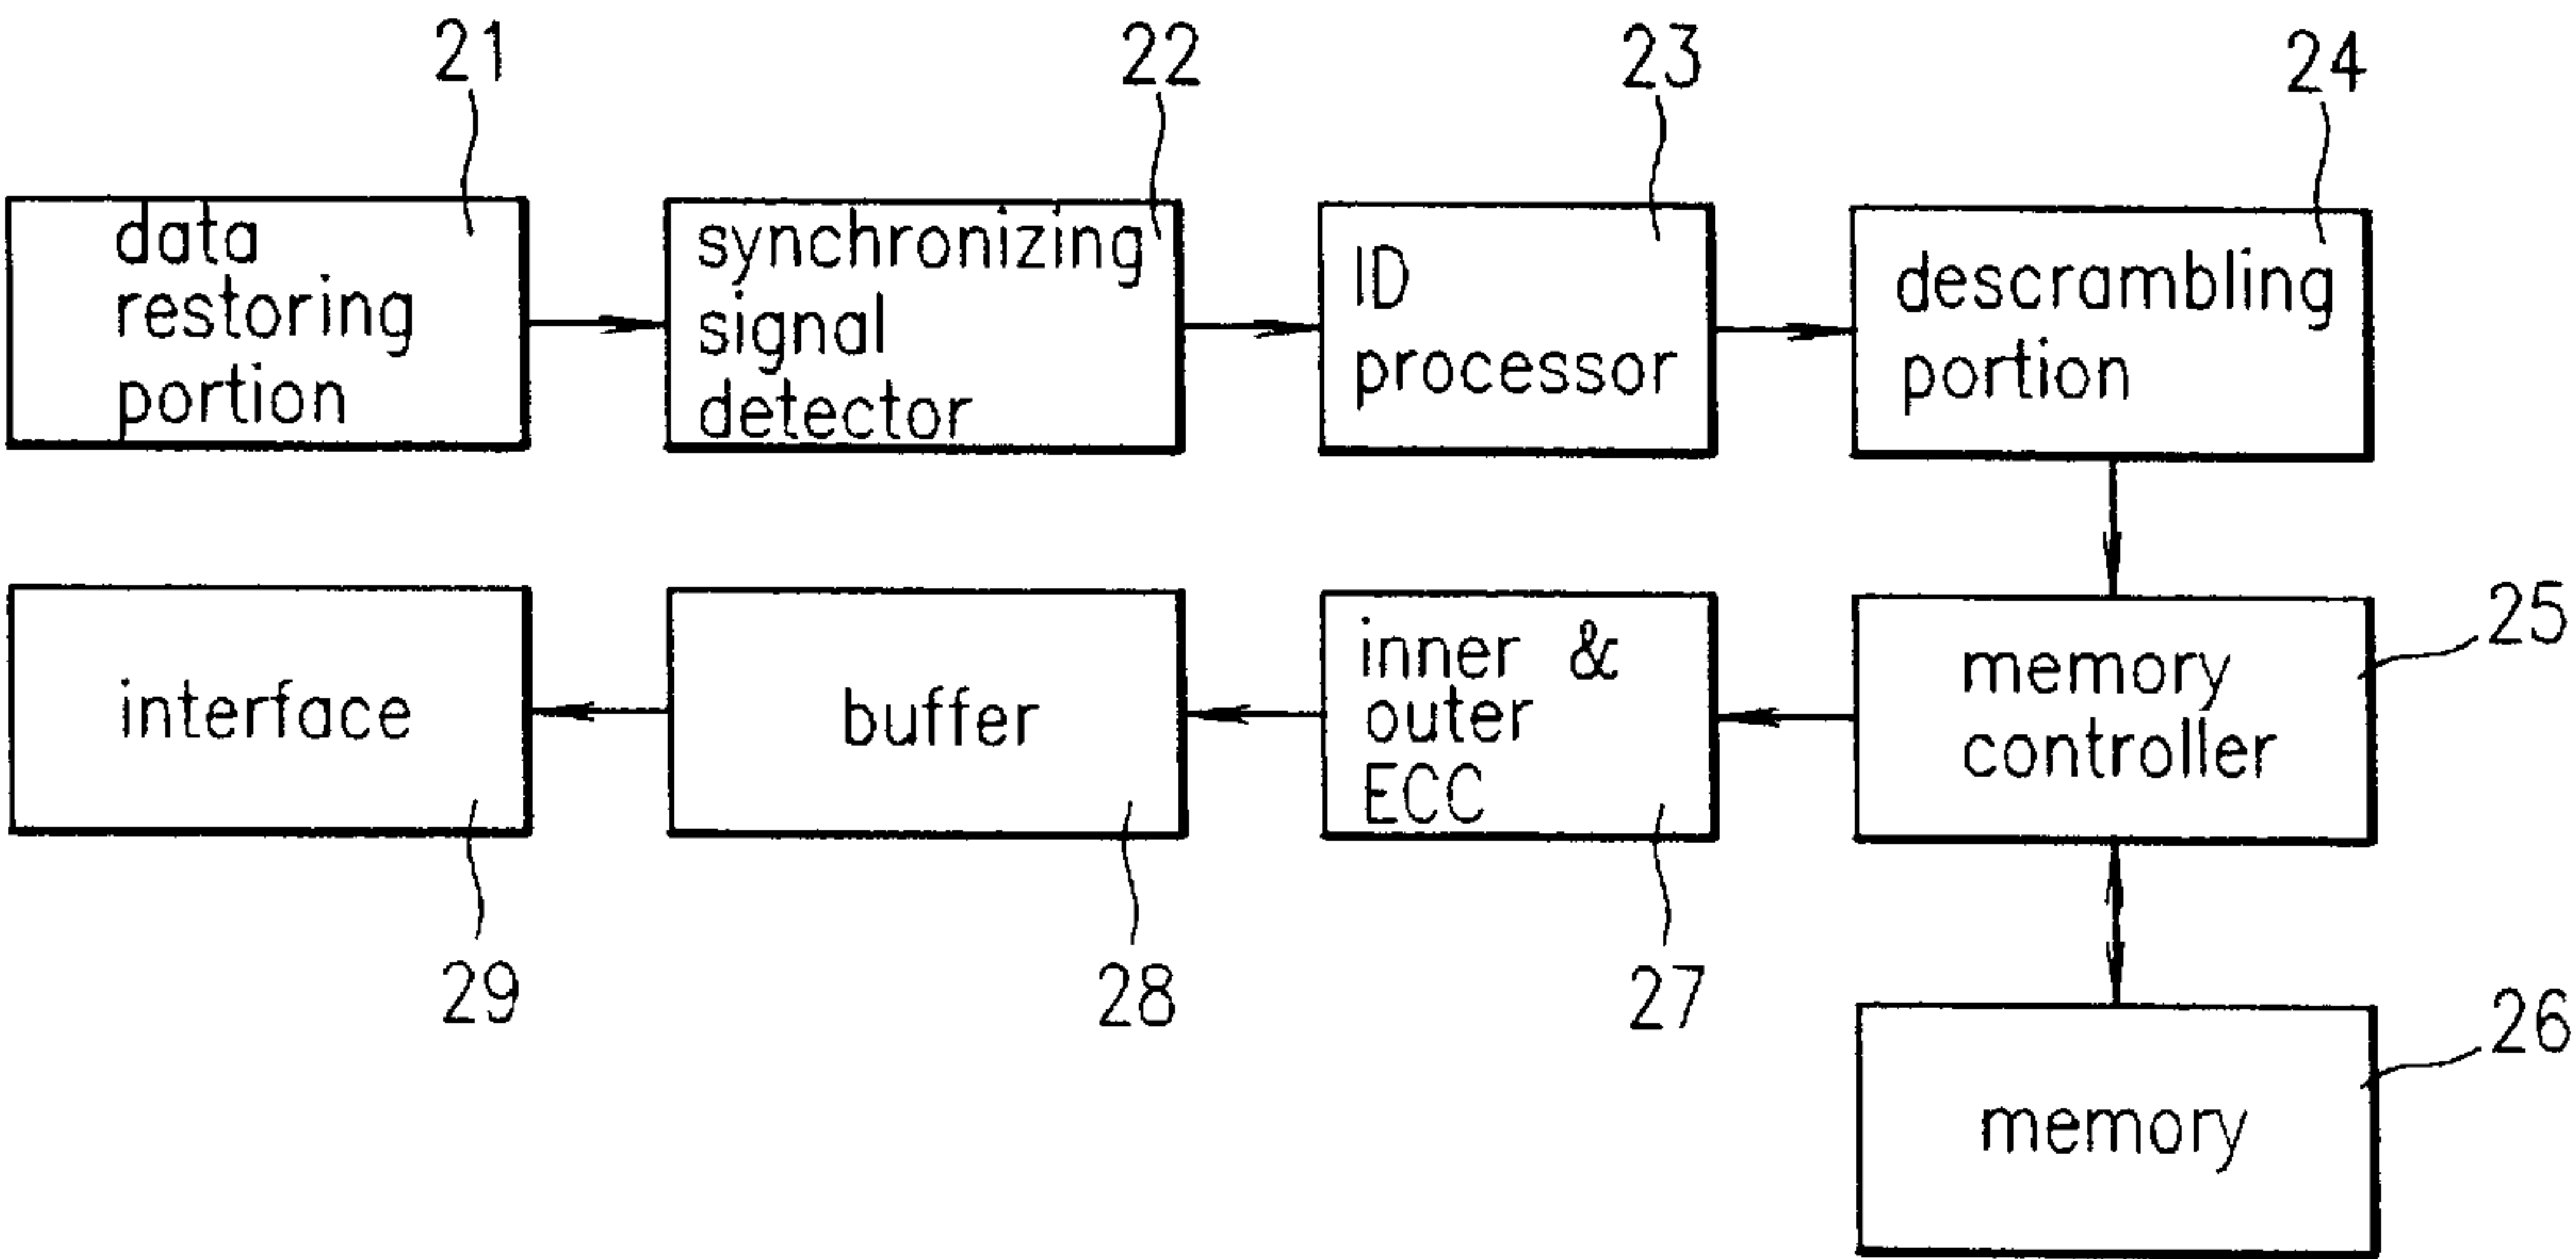 21
22
23
24
data
restoring
portion
synchronizing
signal
detector
ID
processor
descrambling
portion
interface
buffer
inner &
outer
ECC
memory
controller
25
29
28
27
memory
26